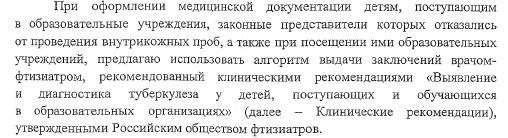 При оформлении медицинской документации детям, поступающим
в образовательные учреждения, законные представители которых отказались
от проведения внутрикожных проб, а также при посещении ими образовательных
учреждений, предлагаю использовать алгоритм выдачи заключений врачом-
фтизиатром, рекомендованный клиническими рекомендациями «Выявление
и диагностика туберкулеза у детей, поступающих и обучающихся
в образовательных организациях» (далее – Клинические рекомендации),
утвержденными Российским обществом фтизиатров.